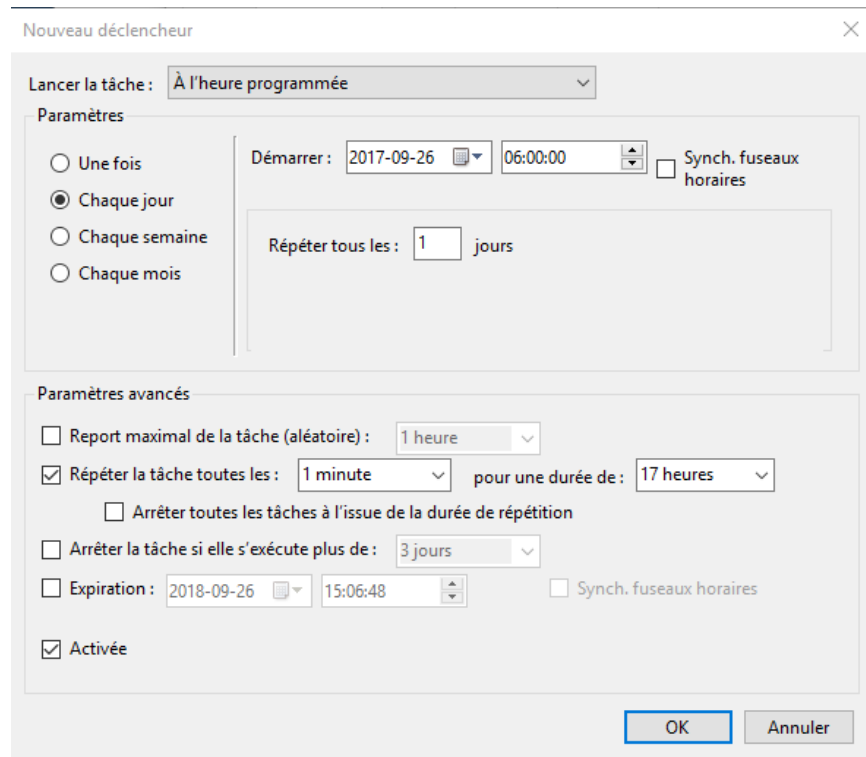 Nouveau déclencheur
Lancer la tâche : À l'heure programmée
Paramètres
Une fois
Chaque jour
Chaque semaine
Chaque mois
Démarrer : 2017-09-26 06:00:00 Synch. fuseaux
horaires
Répéter tous les : 1 jours
Paramètres avancés
Report maximal de la tâche (aléatoire) : 1 heure
Répéter la tâche toutes les : 1 minute pour une durée de : 17 heures
Arrêter toutes les tâches à l'issue de la durée de répétition
Arrêter la tâche si elle s'exécute plus de : 3 jours
Expiration : 2018-09-26 15:06:48 Synch. fuseaux horaires
Activée
OK Annuler